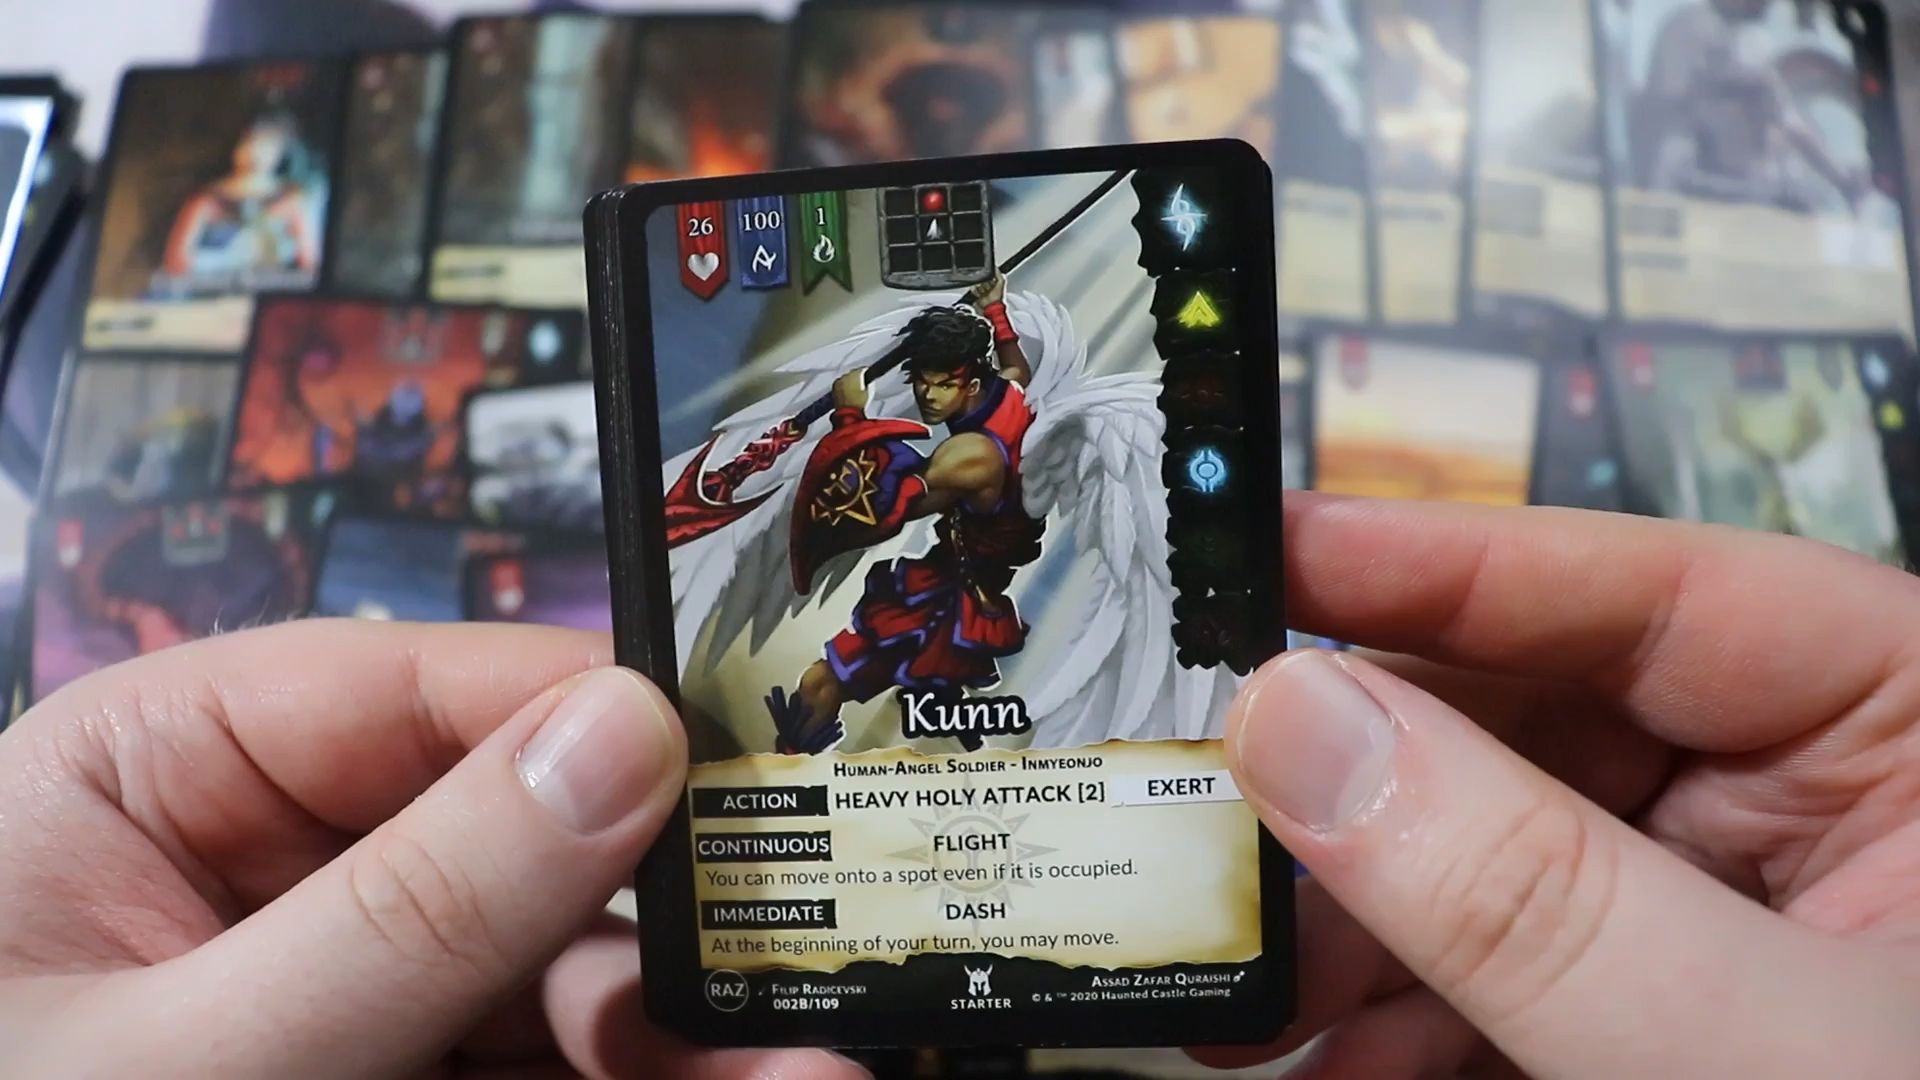 26
100
1
Kunn
HUMAN-ANGEL SOLDIER - INMYEONJO
ACTION HEAVY HOLY ATTACK [2] EXERT
CONTINUOUS FLIGHT
You can move onto a spot even if it is occupied.
IMMEDIATE DASH
At the beginning of your turn, you may move.
RAZ FILIP RADICEVSKI
002B/109
STARTER
ASSAD ZAFAR QURAISHI
© & ™ 2020 Haunted Castle Gaming